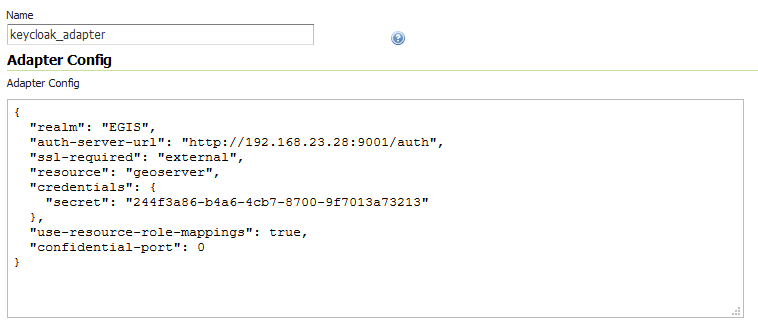 Name
keycloak_adapter
?
Adapter Config
Adapter Config
{
"realm": "EGIS",
"auth-server-url": "http://192.168.23.28:9001/auth",
"ssl-required": "external",
"resource": "geoserver",
"credentials": {
"secret": "244f3a86-b4a6-4cb7-8700-9f7013a73213"
},
"use-resource-role-mappings": true,
"confidential-port": 0
}